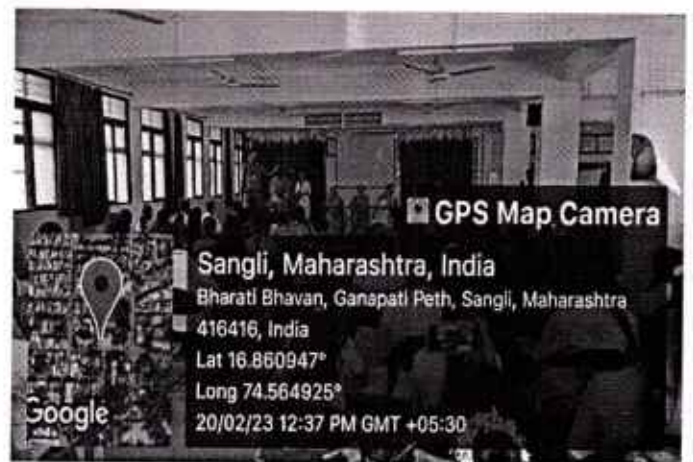 GPS Map Camera
Sangli, Maharashtra, India
Bharati Bhavan, Ganapati Peth, Sangli, Maharashtra
416416, India
Lat 16.860947°
Long 74.564925°
20/02/23 12:37 PM GMT +05:30
Google